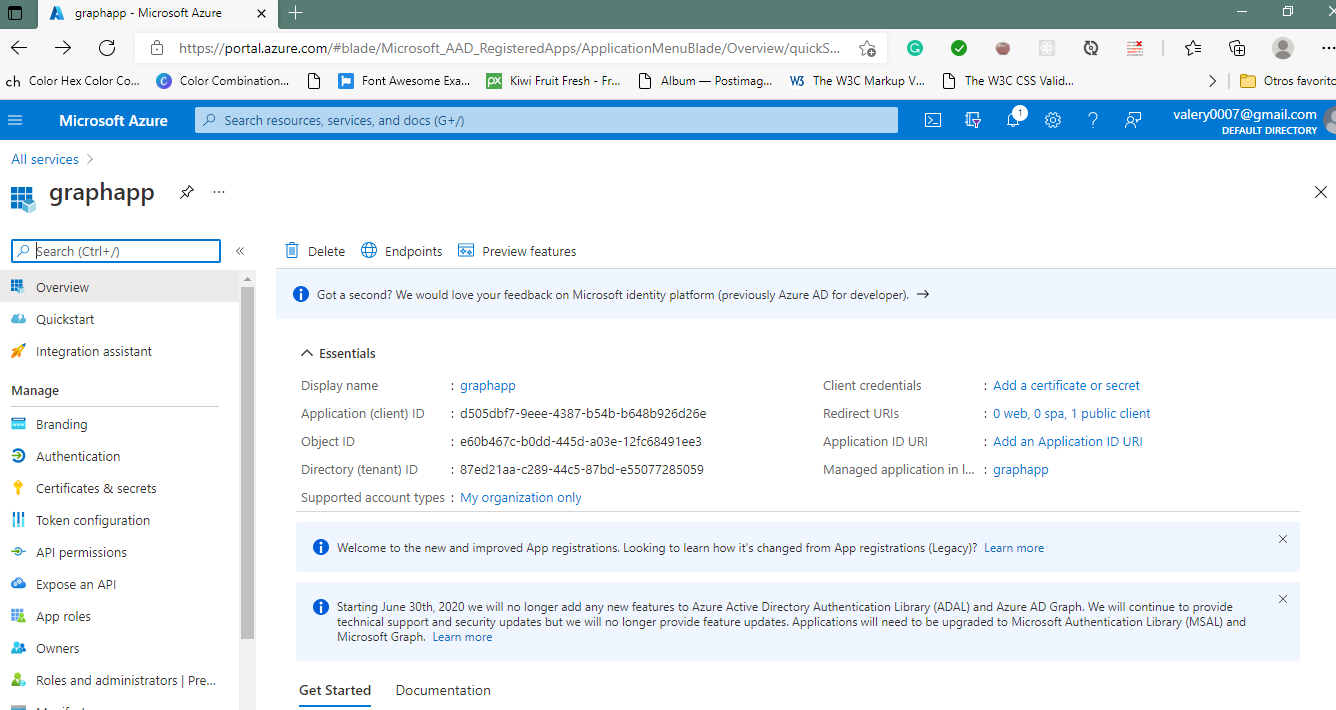 graphapp - Microsoft Azure
https://portal.azure.com/#blade/Microsoft_AAD_RegisteredApps/ApplicationMenuBlade/Overview/quickS...
ch Color Hex Color Co... Color Combination... Font Awesome Exa... Kiwi Fruit Fresh - Fr... Album — Postimag... The W3C Markup V... The W3C CSS Valid... Otros favorito
Microsoft Azure
Search resources, services, and docs (G+/)
1
valery0007@gmail.com
DEFAULT DIRECTORY
All services
graphapp
Search (Ctrl+/)
Overview
Quickstart
Integration assistant
Manage
Branding
Authentication
Certificates & secrets
Token configuration
API permissions
Expose an API
App roles
Owners
Roles and administrators | Pre...
Delete Endpoints Preview features
Got a second? We would love your feedback on Microsoft identity platform (previously Azure AD for developer).
Essentials
Display name : graphapp
Application (client) ID : d505dbf7-9eee-4387-b54b-b648b926d26e
Object ID : e60b467c-b0dd-445d-a03e-12fc68491ee3
Directory (tenant) ID : 87ed21aa-c289-44c5-87bd-e55077285059
Supported account types : My organization only
Client credentials : Add a certificate or secret
Redirect URIs : 0 web, 0 spa, 1 public client
Application ID URI : Add an Application ID URI
Managed application in l... : graphapp
Welcome to the new and improved App registrations. Looking to learn how it's changed from App registrations (Legacy)? Learn more
Starting June 30th, 2020 we will no longer add any new features to Azure Active Directory Authentication Library (ADAL) and Azure AD Graph. We will continue to provide
technical support and security updates but we will no longer provide feature updates. Applications will need to be upgraded to Microsoft Authentication Library (MSAL) and
Microsoft Graph. Learn more
Get Started Documentation